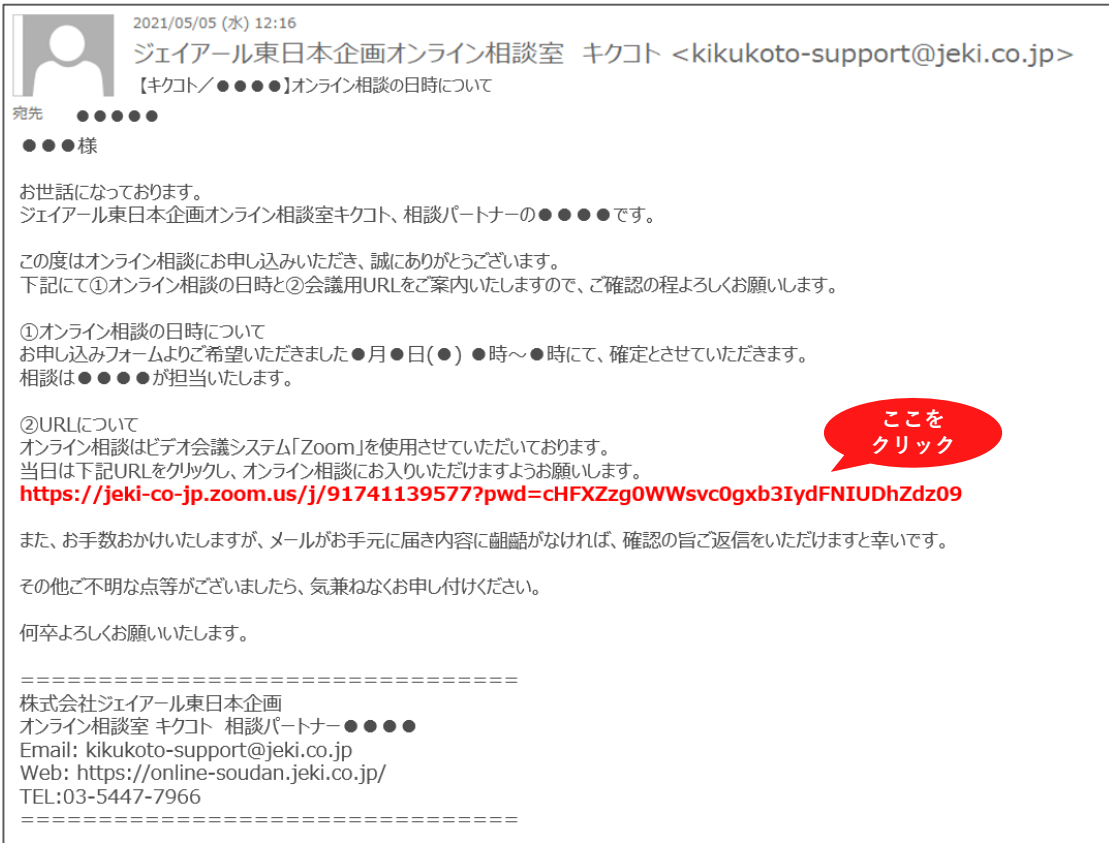 2021/05/05 (水) 12:16
ジェイアール東日本企画オンライン相談室　キクコト <kikukoto-support@jeki.co.jp>
【キクコト／●●●●】オンライン相談の日時について
宛先　●●●●●
●●●様
お世話になっております。
ジェイアール東日本企画オンライン相談室キクコト、相談パートナーの●●●●です。
この度はオンライン相談にお申し込みいただき、誠にありがとうございます。
下記にて①オンライン相談の日時と②会議用URLをご案内いたしますので、ご確認の程よろしくお願いします。
①オンライン相談の日時について
お申し込みフォームよりご希望いただきました●月●日(●) ●時～●時にて、確定とさせていただきます。
相談は●●●●が担当いたします。
②URLについて
オンライン相談はビデオ会議システム「Zoom」を使用させていただいております。
当日は下記URLをクリックし、オンライン相談にお入りいただけますようお願いします。
https://jeki-co-jp.zoom.us/j/91741139577?pwd=cHFXZzg0WWsvc0gxb3IydFNIUDhZdz09
ここを
クリック
また、お手数おかけいたしますが、メールがお手元に届き内容に齟齬がなければ、確認の旨ご返信をいただけますと幸いです。
その他ご不明な点等がございましたら、気兼ねなくお申し付けください。
何卒よろしくお願いいたします。
================================
株式会社ジェイアール東日本企画
オンライン相談室 キクコト 相談パートナー●●●●
Email: kikukoto-support@jeki.co.jp
Web: https://online-soudan.jeki.co.jp/
TEL:03-5447-7966
================================